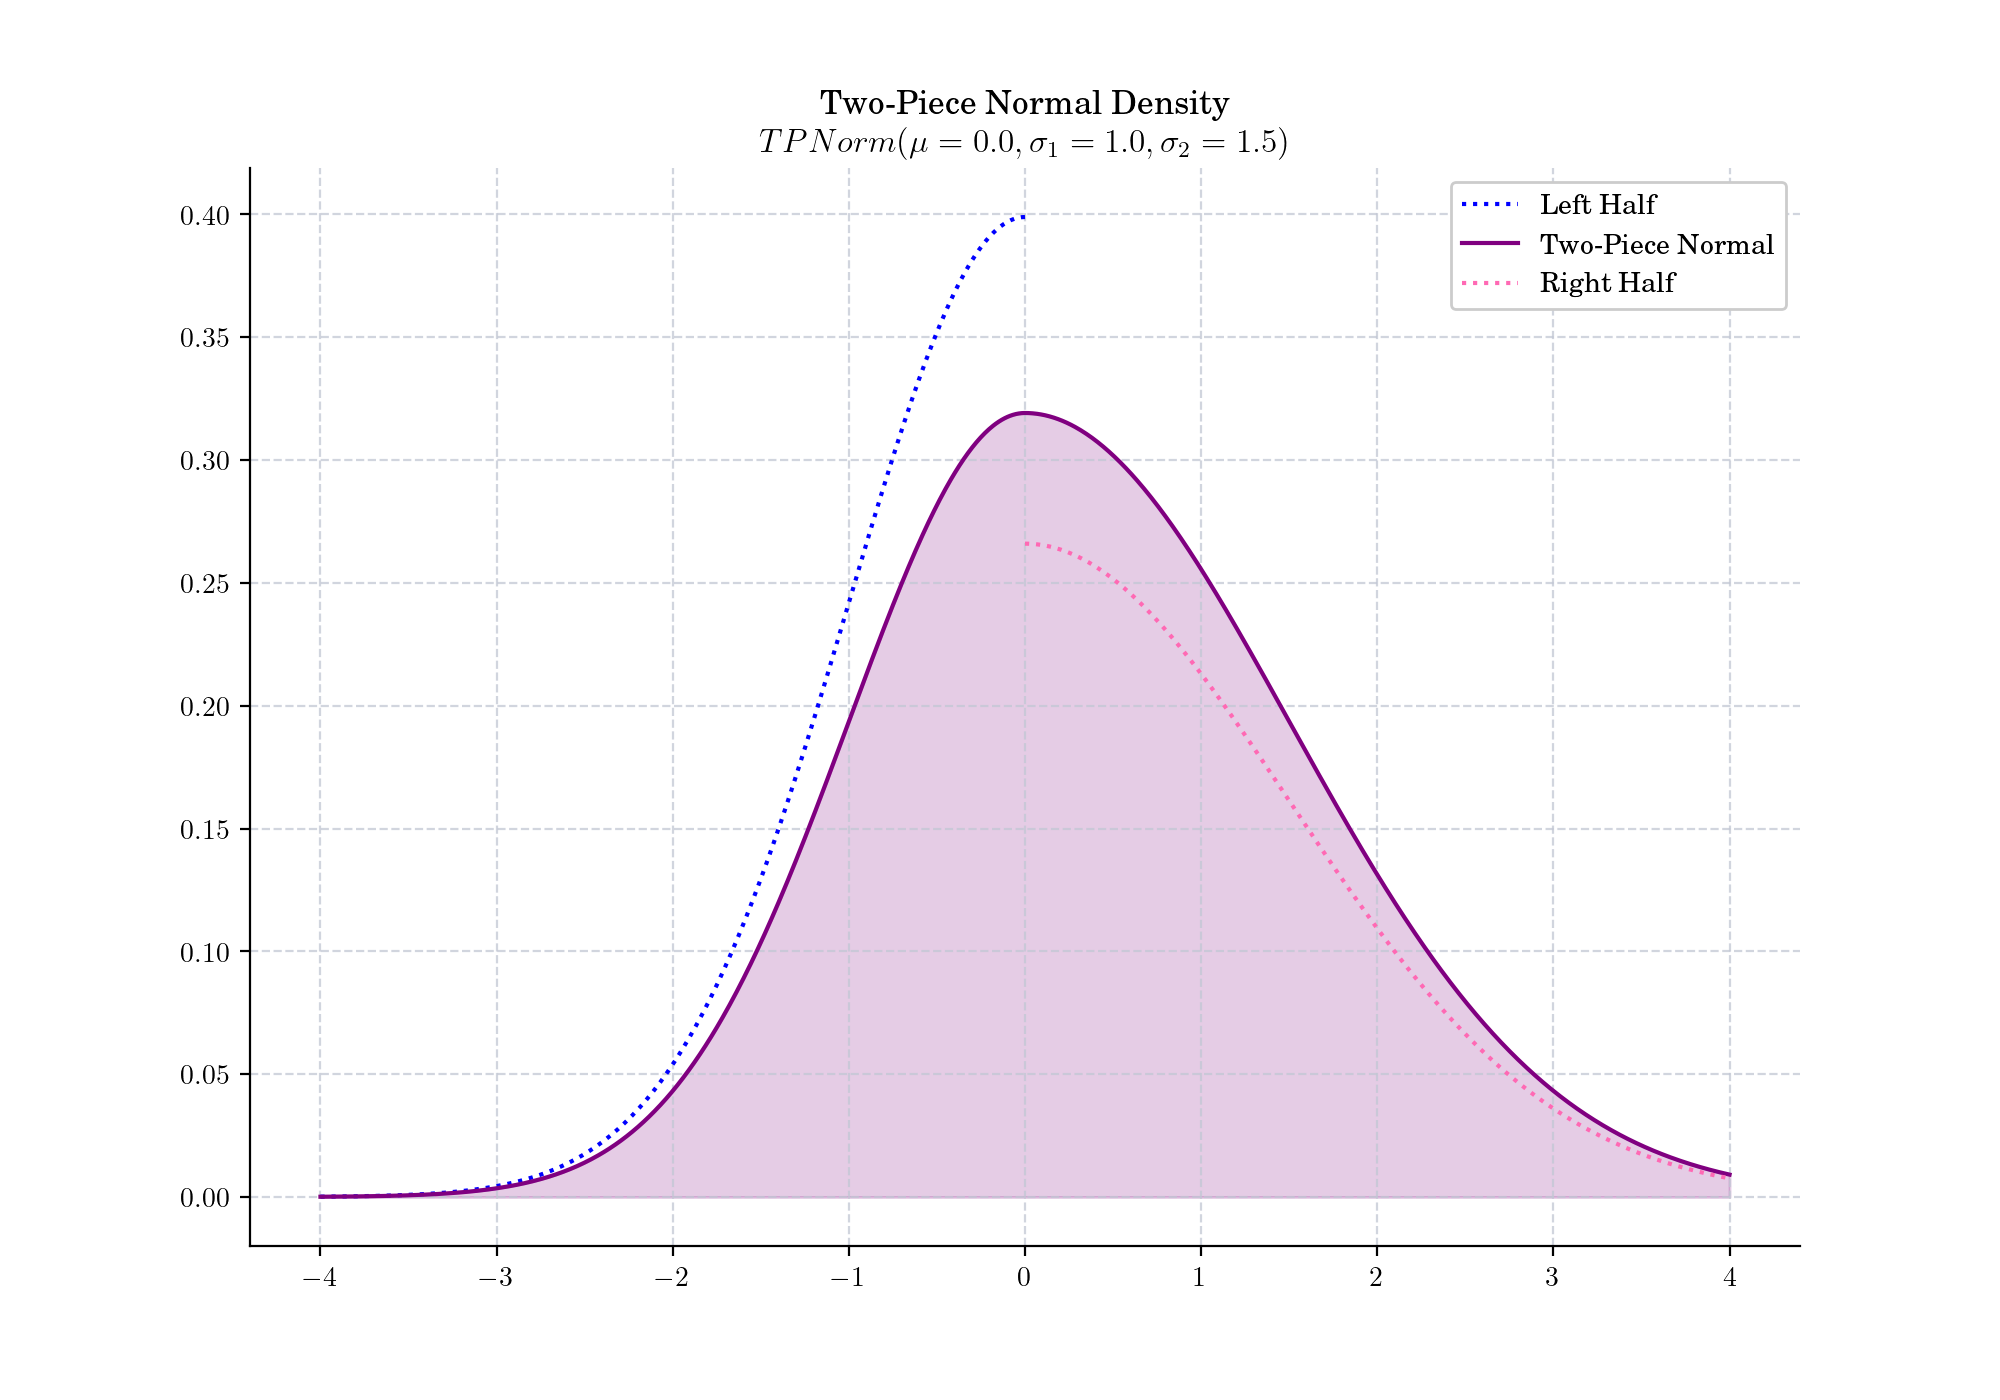 Two-Piece Normal Density
TPNorm(μ = 0.0, σ₁ = 1.0, σ₂ = 1.5)
Left Half
Two-Piece Normal
Right Half
0.40
0.35
0.30
0.25
0.20
0.15
0.10
0.05
0.00
−4 −3 −2 −1 0 1 2 3 4